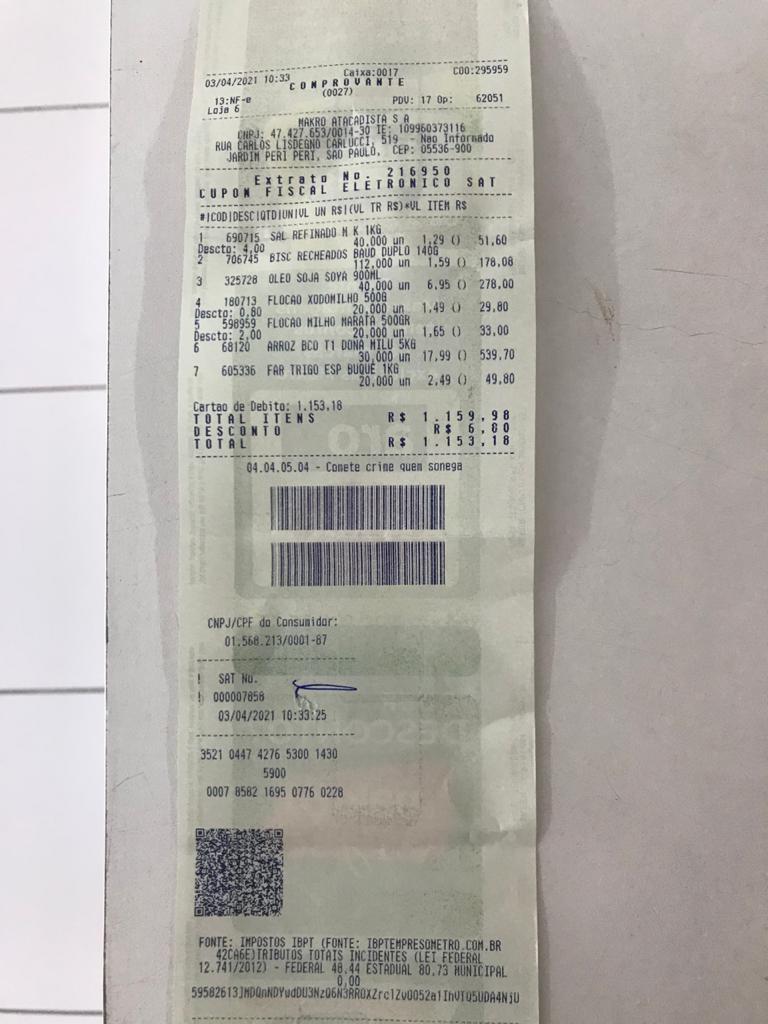 03/04/2021 10:33 Caixa:0017 COO:295959
COMPROVANTE
(0027)
13:NF-e PDV: 17 Op: 62051
Loja 6
MAKRO ATACADISTA S A
CNPJ: 47.427.653/0014-30 IE: 109960373116
RUA CARLOS LISDEGNO CARLUCCI, 519 - Nao Informado
JARDIM PERI PERI, SAO PAULO, CEP: 05536-900
Extrato No. 216950
CUPON FISCAL ELETRONICO SAT
#|COD|DESC|QTD|UN|VL UN R$|(VL TR R$)*VL ITEM R$
1 690715 SAL REFINADO M K 1KG
40,000 un 1,29 () 51,60
Descto: 4,00
2 706745 BISC RECHEADOS BAUD DUPLO 140G
112,000 un 1,59 () 178,08
3 325728 OLEO SOJA SOYA 900ML
40,000 un 6,95 () 278,00
4 180713 FLOCAO XODOMILHO 500G
20,000 un 1,49 () 29,80
Descto: 0,80
5 598959 FLOCAO MILHO MARATA 500GR
20,000 un 1,65 () 33,00
Descto: 2,00
6 68120 ARROZ BCO T1 DONA MILU 5KG
30,000 un 17,99 () 539,70
7 605336 FAR TRIGO ESP BUQUE 1KG
20,000 un 2,49 () 49,80
Cartao de Debito: 1.153,18
TOTAL ITENS R$ 1.159,98
DESCONTO R$ 6,80
TOTAL R$ 1.153,18
04.04.05.04 - Comete crime quem sonega
CNPJ/CPF do Consumidor:
01.568.213/0001-87
! SAT No.
! 000007858
03/04/2021 10:33:25
3521 0447 4276 5300 1430
5900
0007 8582 1695 0776 0228
FONTE: IMPOSTOS IBPT (FONTE: IBPTEMPRESOMETRO.COM.BR
42CA6E)TRIBUTOS TOTAIS INCIDENTES (LEI FEDERAL
12.741/2012) - FEDERAL 48,44 ESTADUAL 80,73 MUNICIPAL
0,00